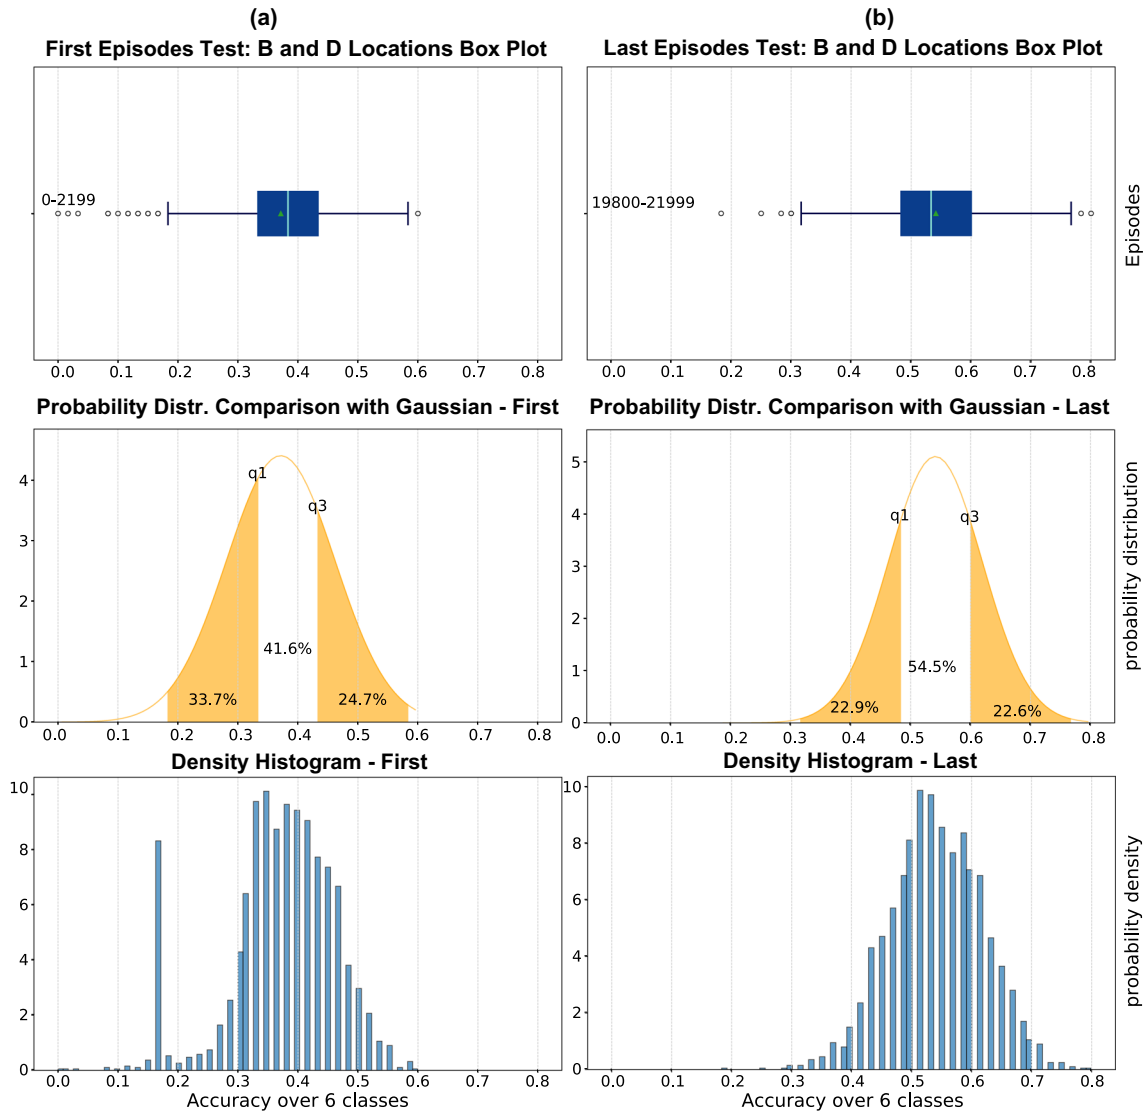 (a)
(b)
First Episodes Test: B and D Locations Box Plot
Last Episodes Test: B and D Locations Box Plot
0-2199
19800-21999
Episodes
0.0 0.1 0.2 0.3 0.4 0.5 0.6 0.7 0.8
0.0 0.1 0.2 0.3 0.4 0.5 0.6 0.7 0.8
Probability Distr. Comparison with Gaussian - First
Probability Distr. Comparison with Gaussian - Last
4
3
2
1
0
q1
q3
41.6%
33.7%
24.7%
0.0 0.1 0.2 0.3 0.4 0.5 0.6 0.7 0.8
5
4
3
2
1
0
q1
q3
54.5%
22.9%
22.6%
0.0 0.1 0.2 0.3 0.4 0.5 0.6 0.7 0.8
probability distribution
Density Histogram - First
Density Histogram - Last
10
8
6
4
2
0
0.0 0.1 0.2 0.3 0.4 0.5 0.6 0.7 0.8
Accuracy over 6 classes
10
8
6
4
2
0
0.0 0.1 0.2 0.3 0.4 0.5 0.6 0.7 0.8
Accuracy over 6 classes
probability density